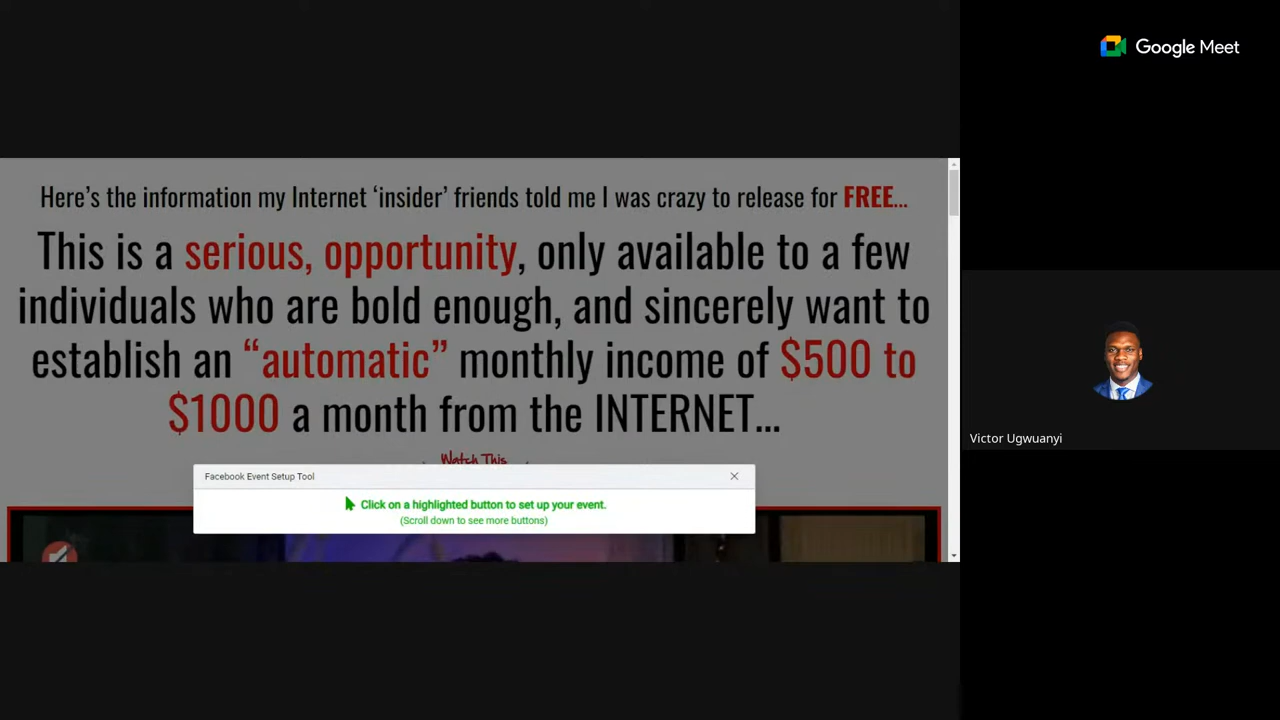 Google Meet
Here's the information my Internet ‘insider’ friends told me I was crazy to release for FREE...
This is a serious, opportunity, only available to a few
individuals who are bold enough, and sincerely want to
establish an “automatic” monthly income of $500 to
$1000 a month from the INTERNET...
Watch This
Facebook Event Setup Tool
Click on a highlighted button to set up your event.
(Scroll down to see more buttons)
Victor Ugwuanyi